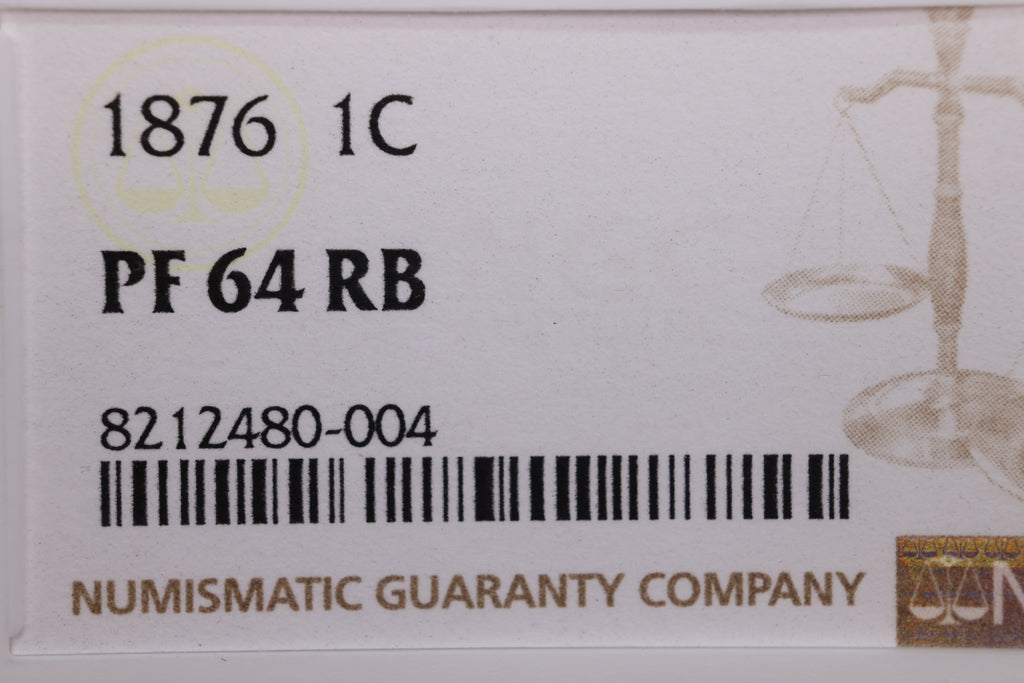 1876 1C
PF 64 RB
8212480-004
NUMISMATIC GUARANTY COMPANY
N